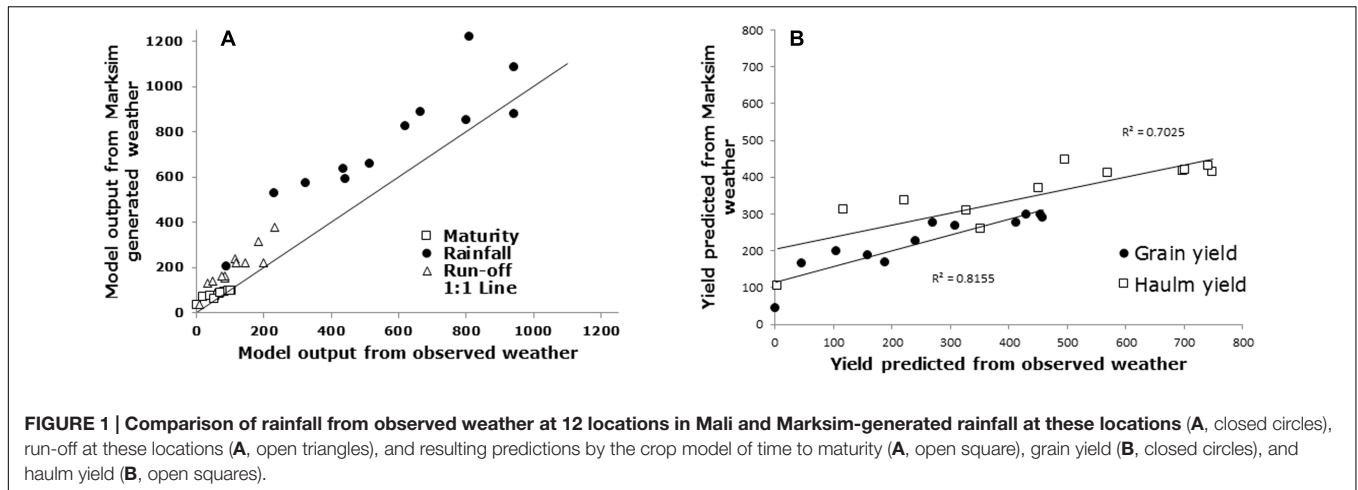 A
Model output from Marksim
generated weather
1200
1000
800
600
400
200
0
0 200 400 600 800 1000 1200
Model output from observed weather
Maturity
Rainfall
Run-off
1:1 Line
B
Yield predicted from Marksim
weather
800
700
600
500
400
300
200
100
0
0 100 200 300 400 500 600 700 800
Yield predicted from observed weather
R² = 0.7025
R² = 0.8155
Grain yield
Haulm yield
FIGURE 1 | Comparison of rainfall from observed weather at 12 locations in Mali and Marksim-generated rainfall at these locations (A, closed circles),
run-off at these locations (A, open triangles), and resulting predictions by the crop model of time to maturity (A, open square), grain yield (B, closed circles), and
haulm yield (B, open squares).